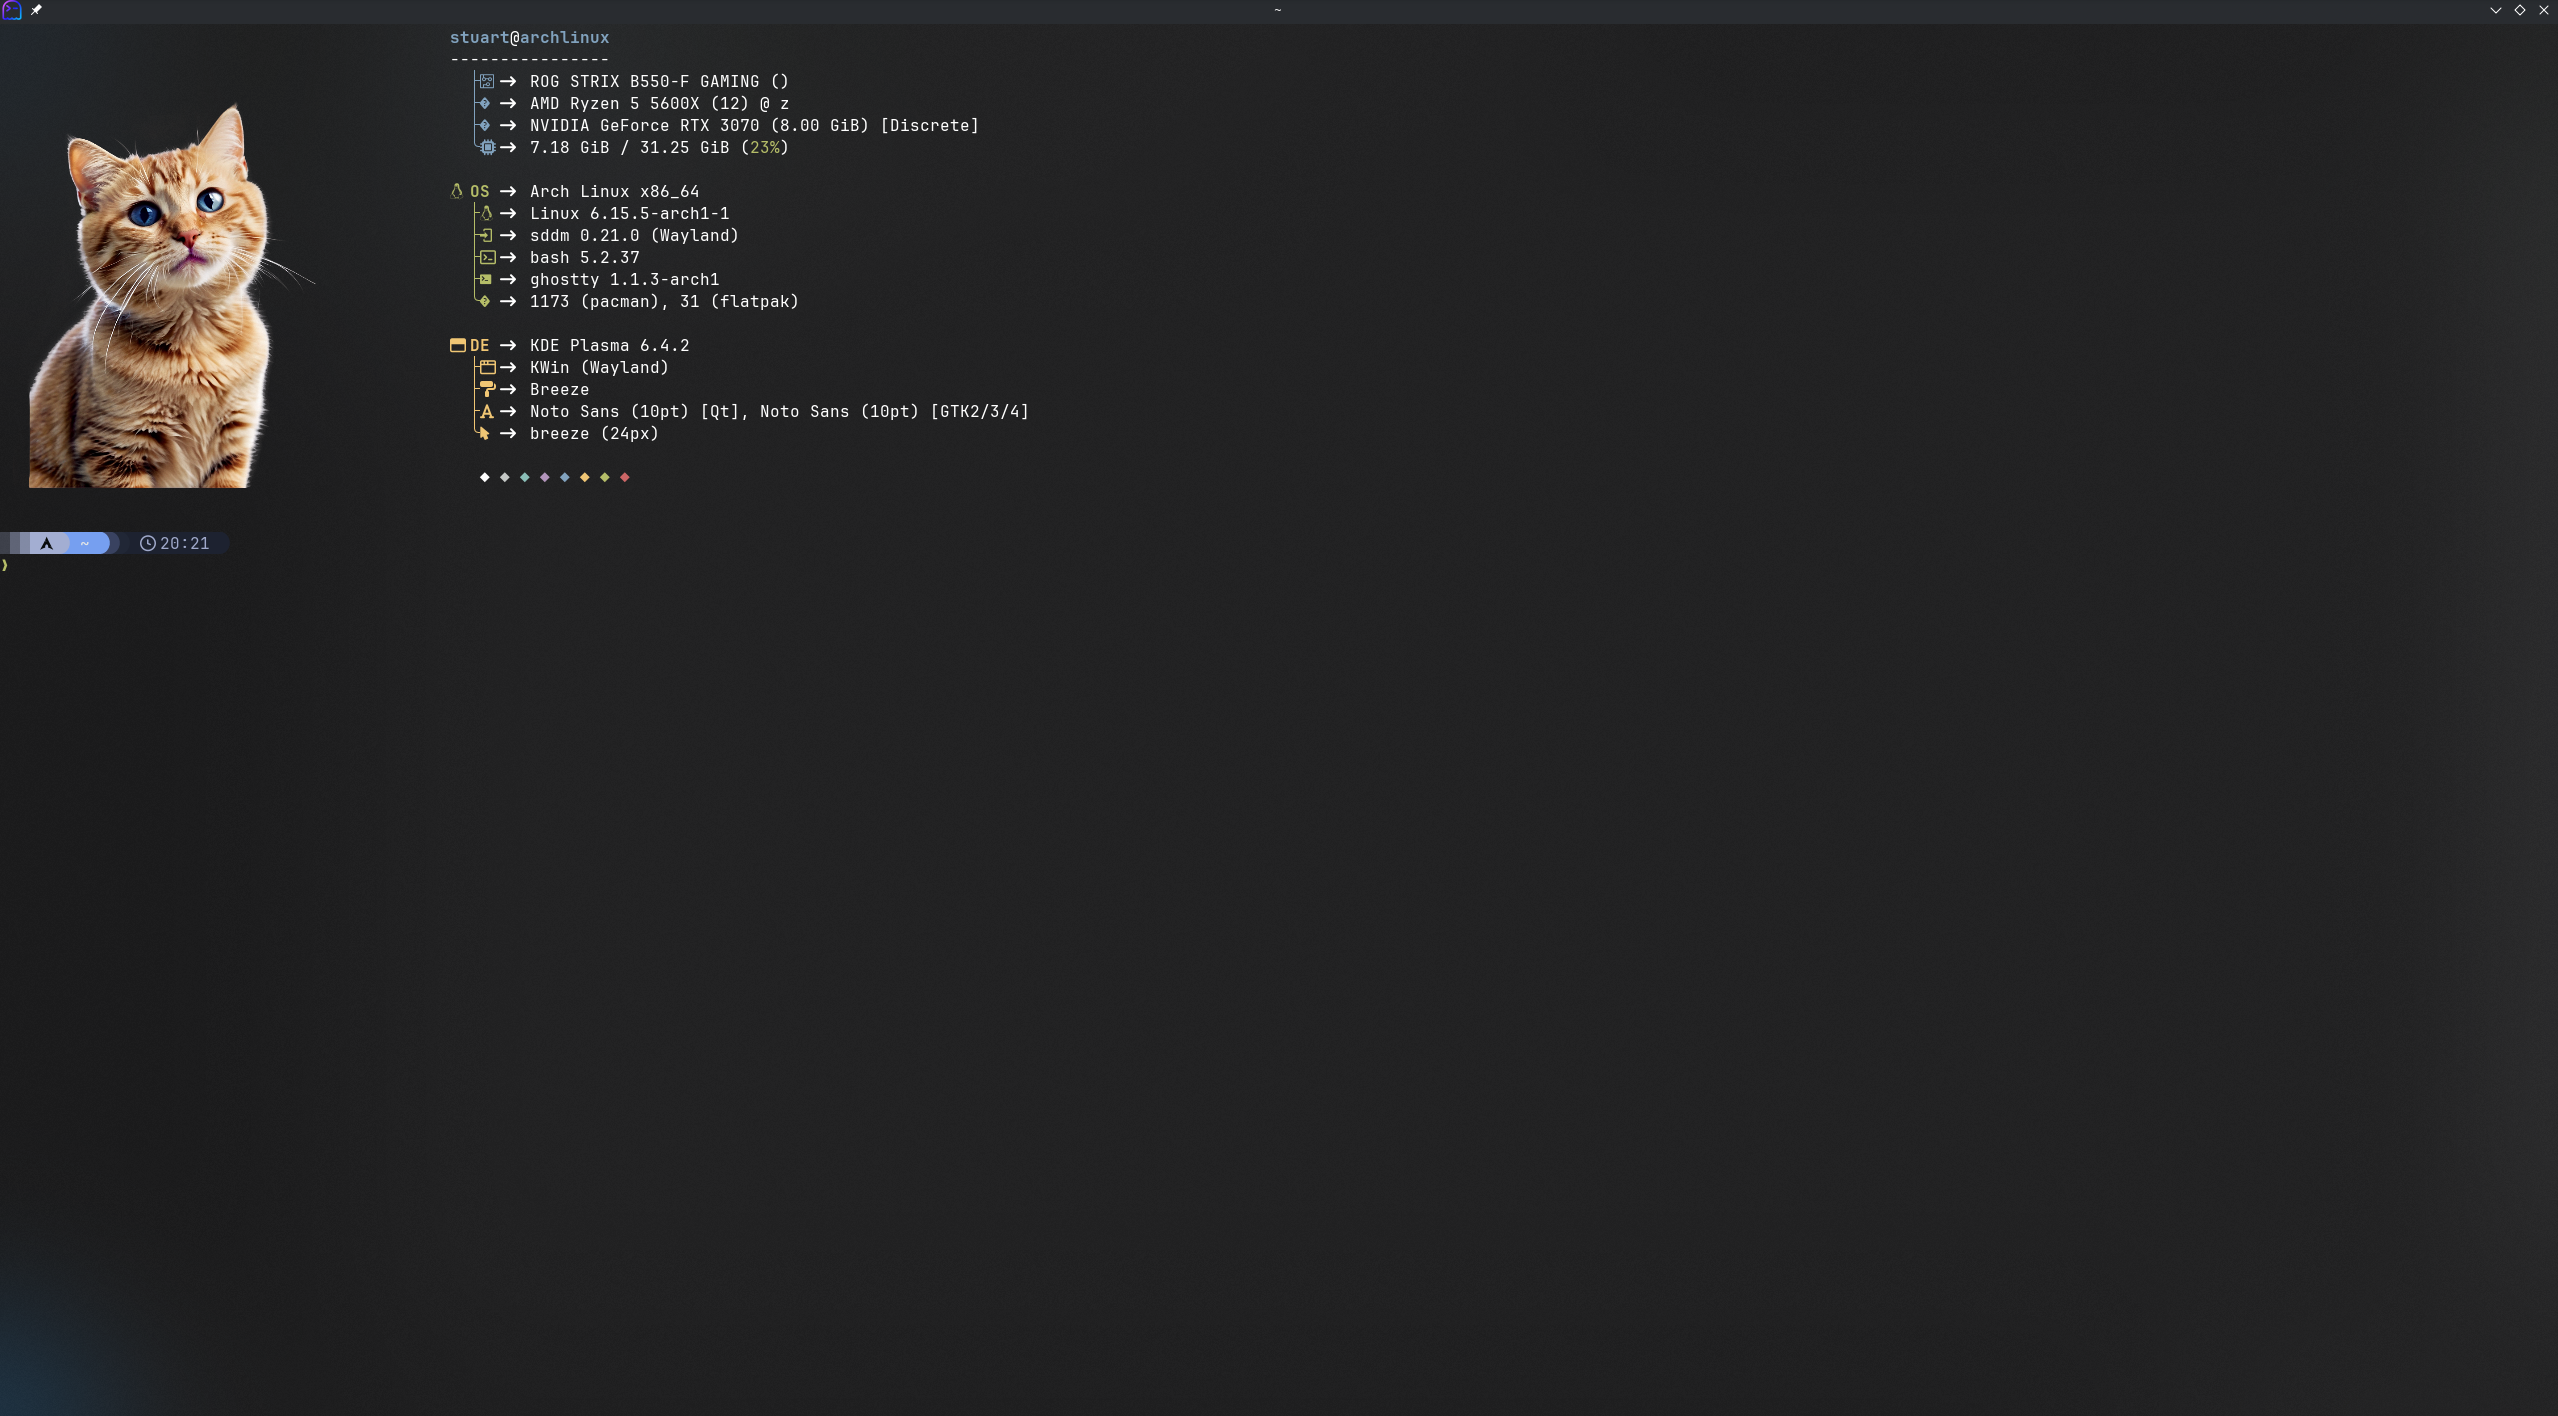 ~
stuart@archlinux
----------------
ROG STRIX B550-F GAMING ()
AMD Ryzen 5 5600X (12) @ z
NVIDIA GeForce RTX 3070 (8.00 GiB) [Discrete]
7.18 GiB / 31.25 GiB (23%)
OS → Arch Linux x86_64
Linux 6.15.5-arch1-1
sddm 0.21.0 (Wayland)
bash 5.2.37
ghostty 1.1.3-arch1
1173 (pacman), 31 (flatpak)
DE → KDE Plasma 6.4.2
KWin (Wayland)
Breeze
Noto Sans (10pt) [Qt], Noto Sans (10pt) [GTK2/3/4]
breeze (24px)
~ 20:21
❯